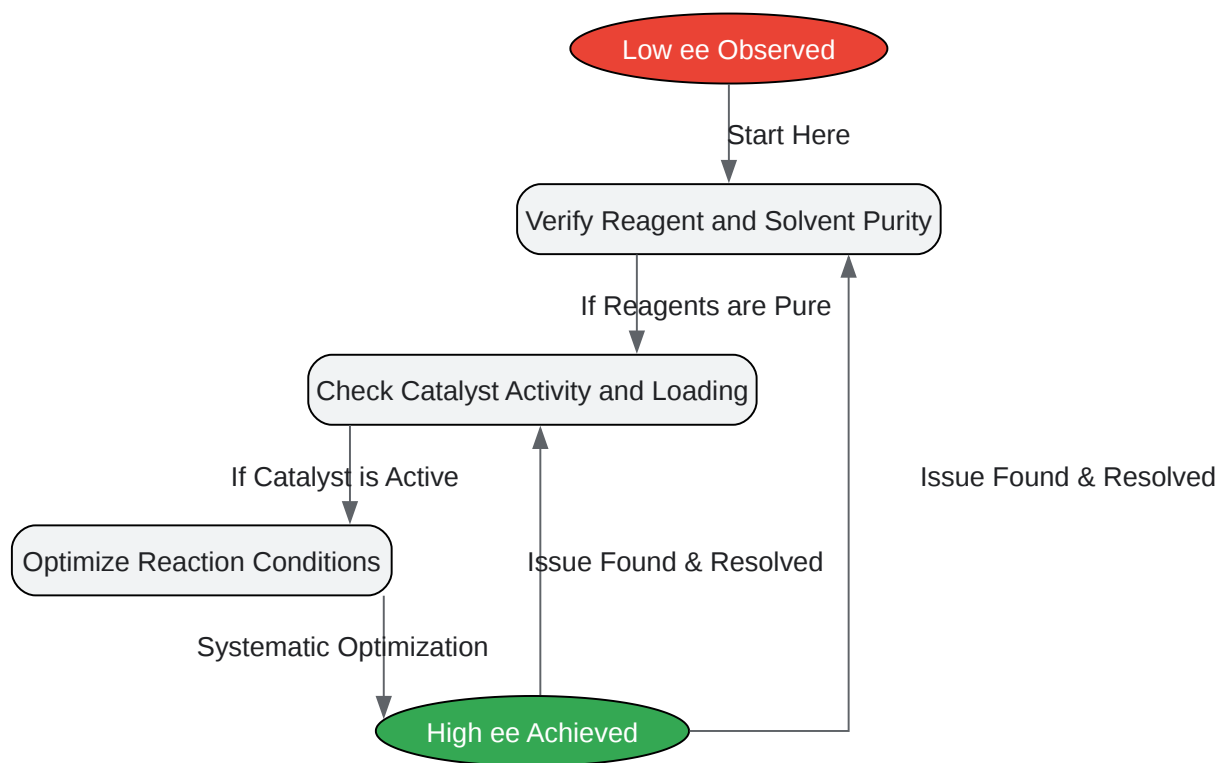 Low ee Observed
Start Here
Verify Reagent and Solvent Purity
If Reagents are Pure
Check Catalyst Activity and Loading
If Catalyst is Active
Issue Found & Resolved
Optimize Reaction Conditions
Issue Found & Resolved
Systematic Optimization
High ee Achieved